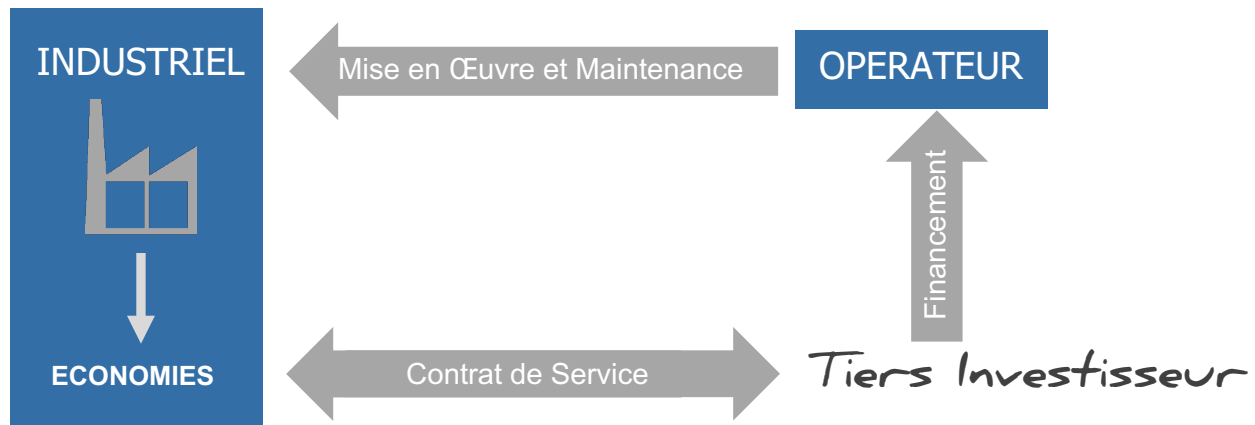 INDUSTRIEL
Mise en Œuvre et Maintenance
OPERATEUR
Financement
ECONOMIES
Contrat de Service
Tiers Investisseur